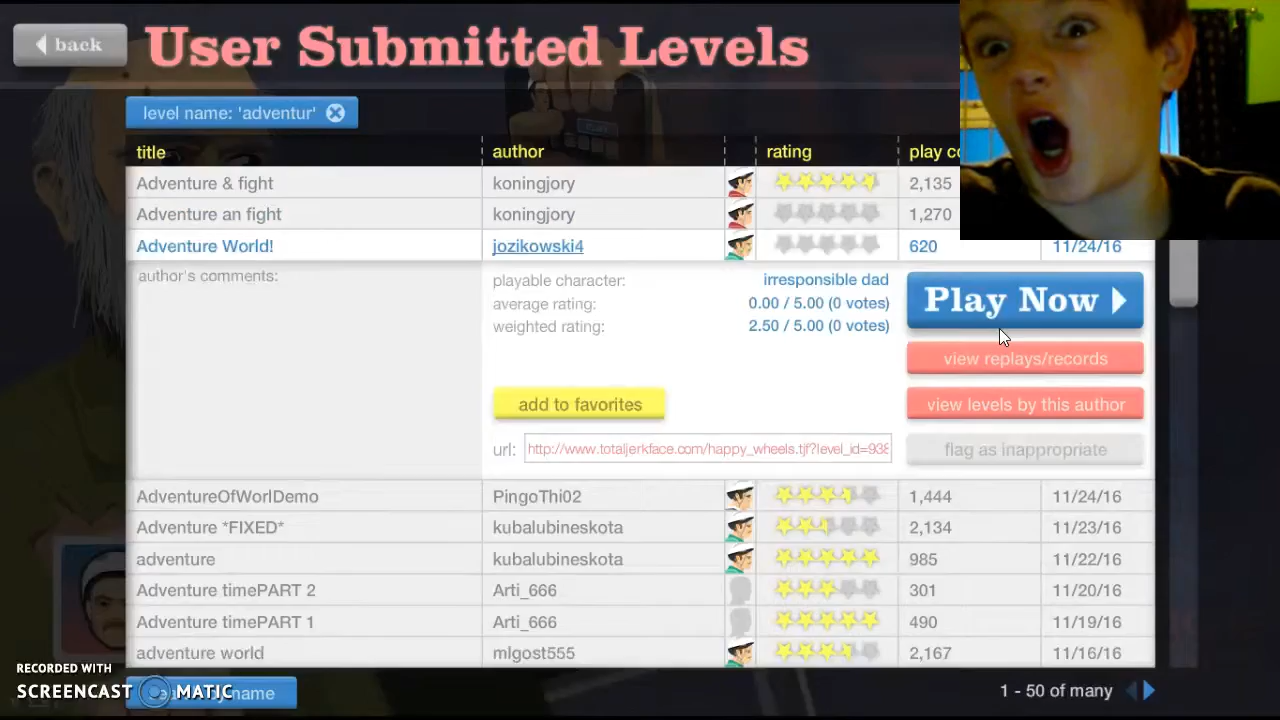 back
User Submitted Levels
level name: 'adventur'
title author rating play co
Adventure & fight koningjory 2,135
Adventure an fight koningjory 1,270
Adventure World! jozikowski4 620 11/24/16
author's comments:
playable character: irresponsible dad
average rating: 0.00 / 5.00 (0 votes)
weighted rating: 2.50 / 5.00 (0 votes)
Play Now
view replays/records
add to favorites
view levels by this author
url: http://www.totaljerkface.com/happy_wheels.tjf?level_id=938
flag as inappropriate
AdventureOfWorlDemo PingoThi02 1,444 11/24/16
Adventure *FIXED* kubalubineskota 2,134 11/23/16
adventure kubalubineskota 985 11/22/16
Adventure timePART 2 Arti_666 301 11/20/16
Adventure timePART 1 Arti_666 490 11/19/16
adventure world mlgost555 2,167 11/16/16
RECORDED WITH
SCREENCAST MATIC
name
1 - 50 of many